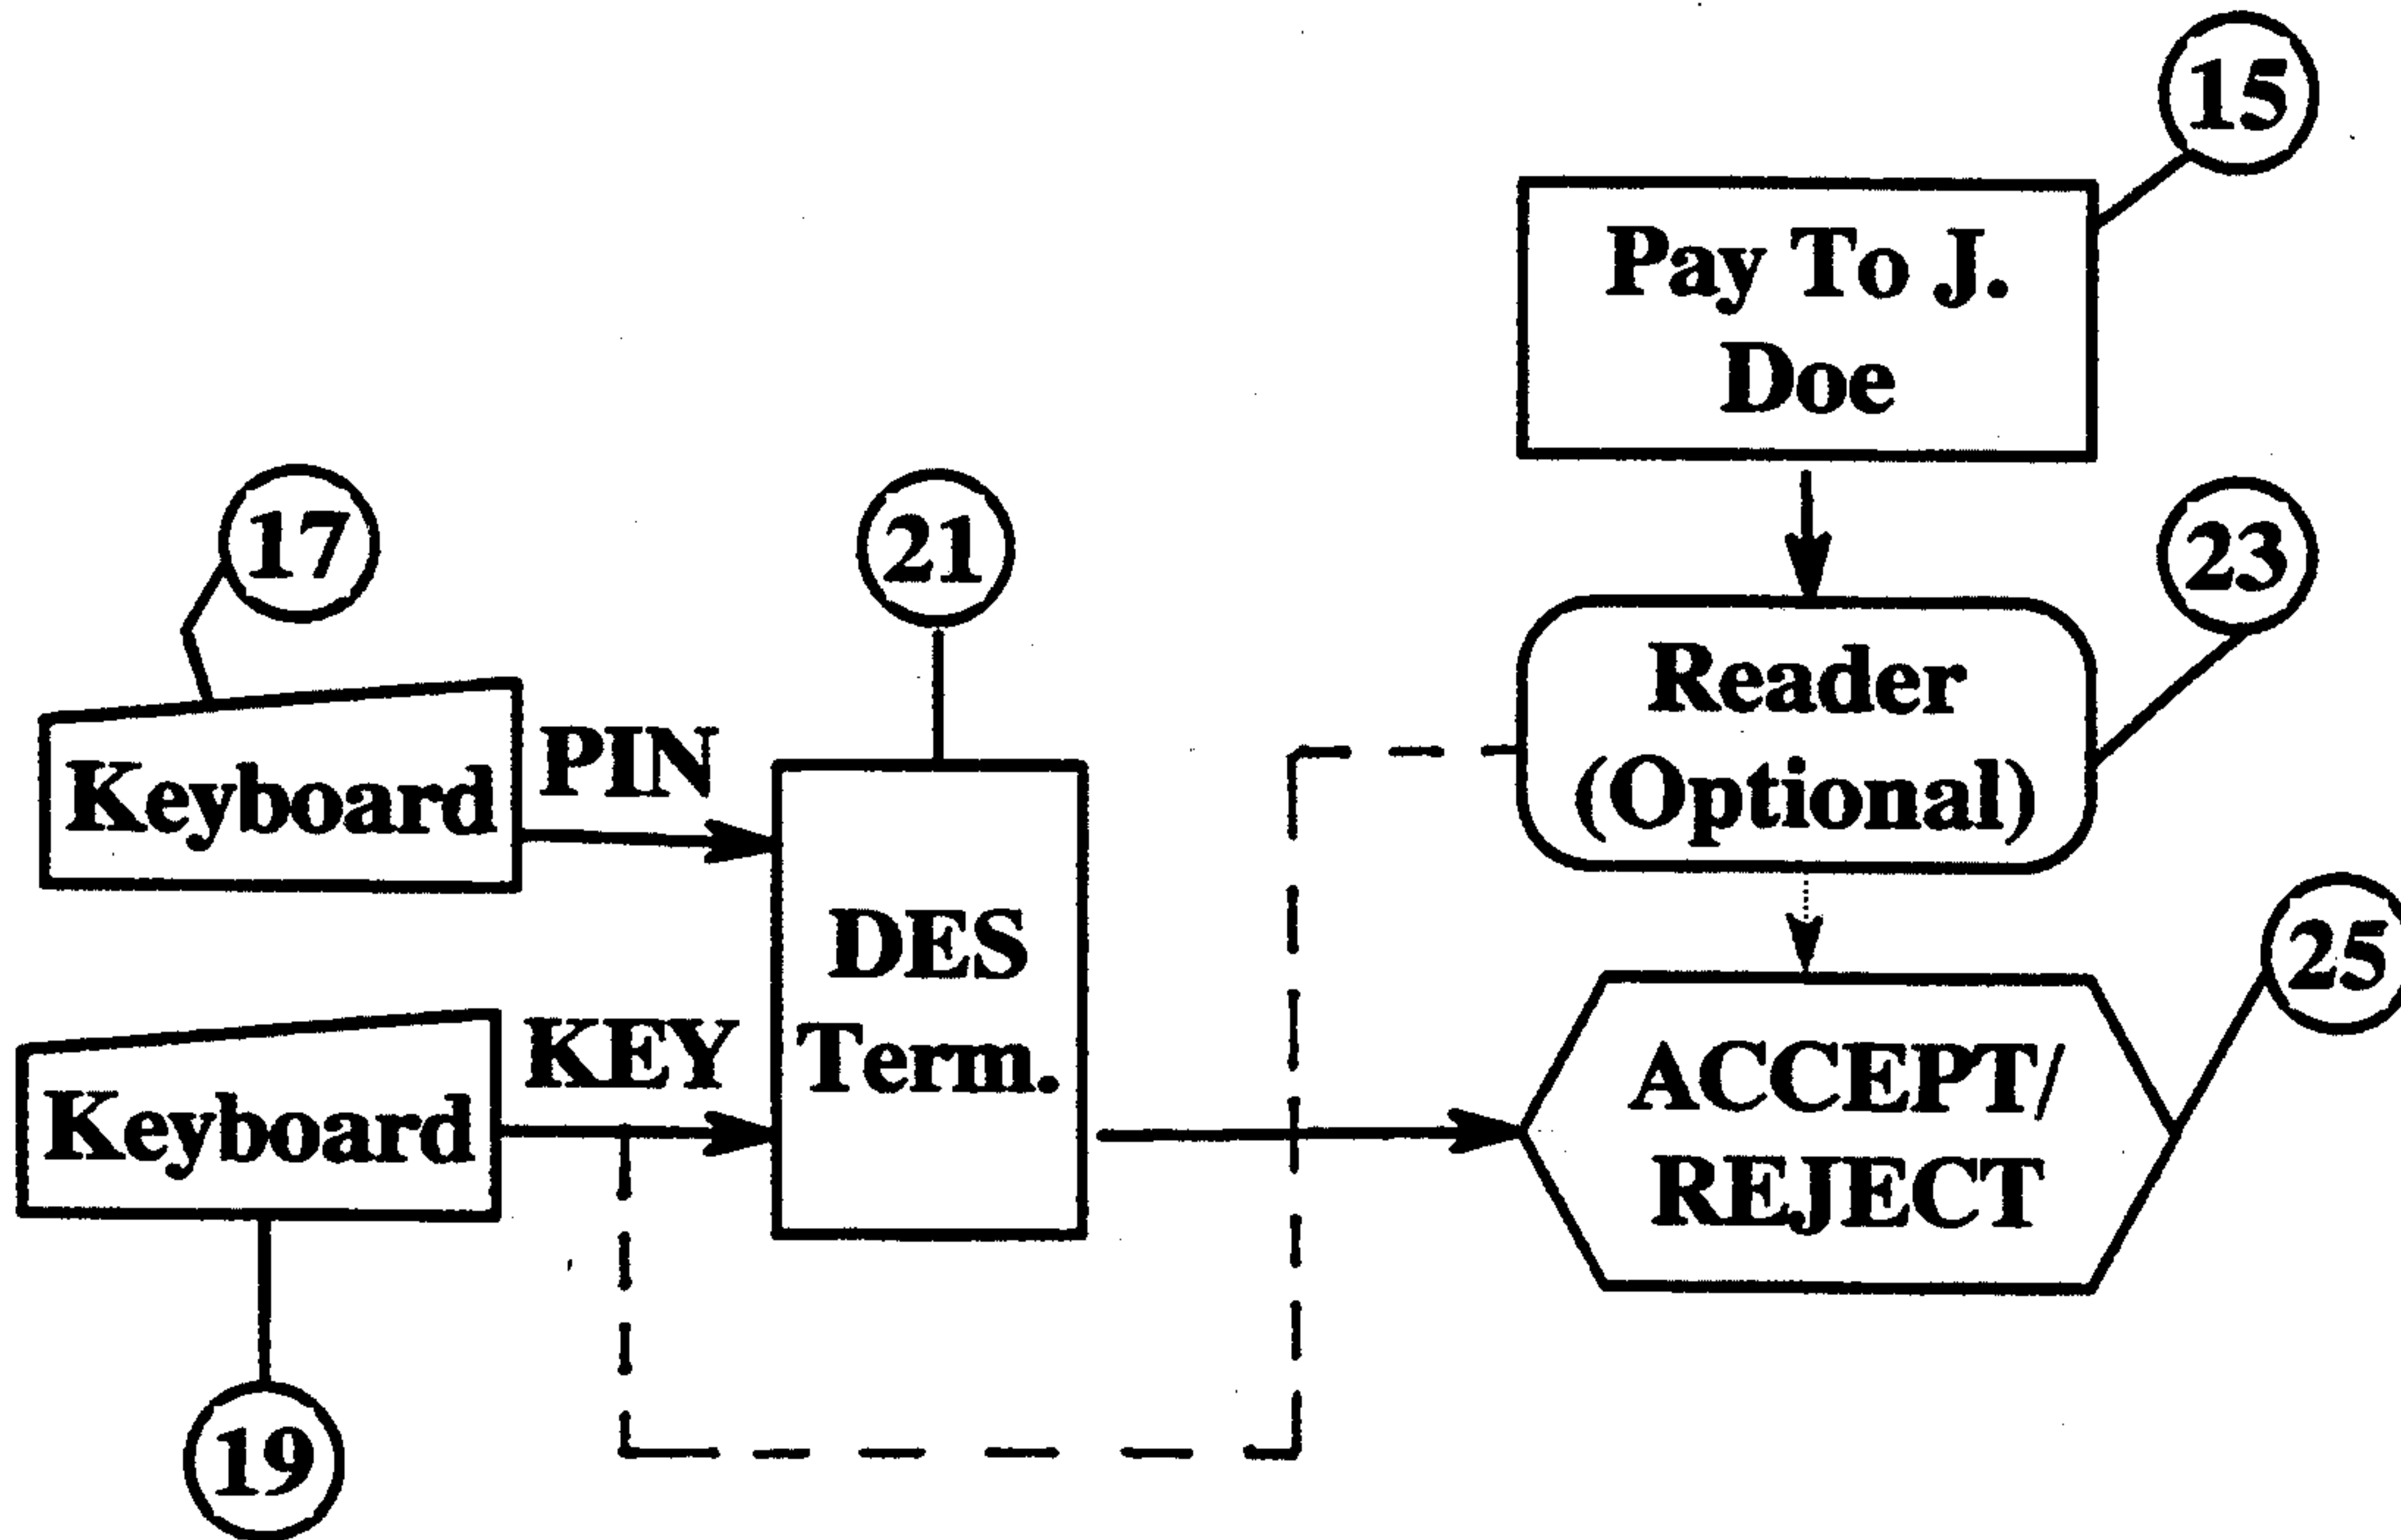 15
Pay To J.
Doe
17
21
23
Reader
(Optional)
PIN
Keyboard
DES
Term.
25
KEY
Keyboard
ACCEPT/
REJECT
19